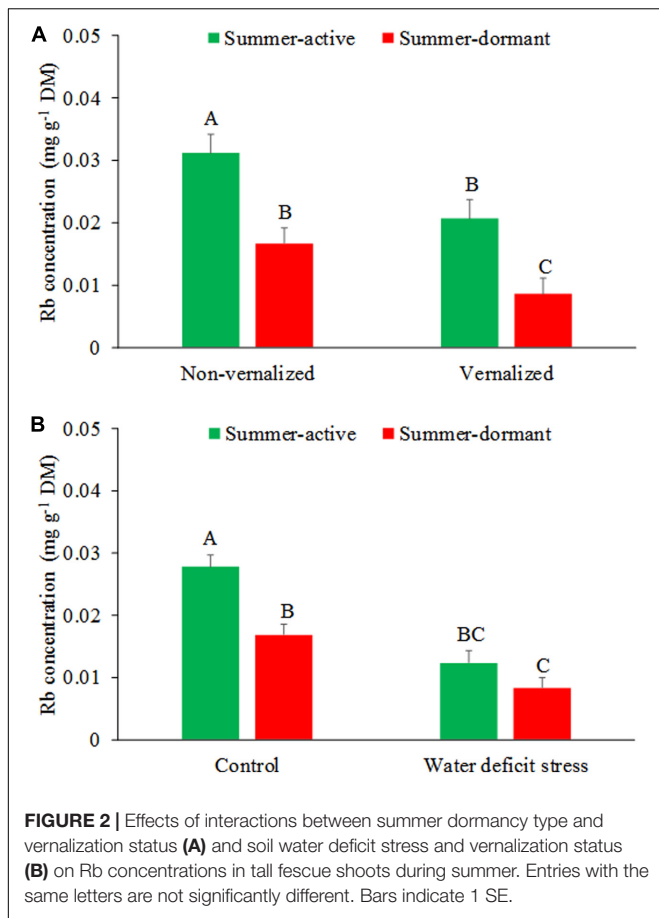 A
0.05
Summer-active Summer-dormant
0.04
0.03
0.02
0.01
0
Rb concentration (mg g-1 DM)
A
B
B
C
Non-vernalized Vernalized
B
0.05
Summer-active Summer-dormant
0.04
0.03
0.02
0.01
0
Rb concentration (mg g-1 DM)
A
B
BC
C
Control Water deficit stress
FIGURE 2 | Effects of interactions between summer dormancy type and
vernalization status (A) and soil water deficit stress and vernalization status
(B) on Rb concentrations in tall fescue shoots during summer. Entries with the
same letters are not significantly different. Bars indicate 1 SE.